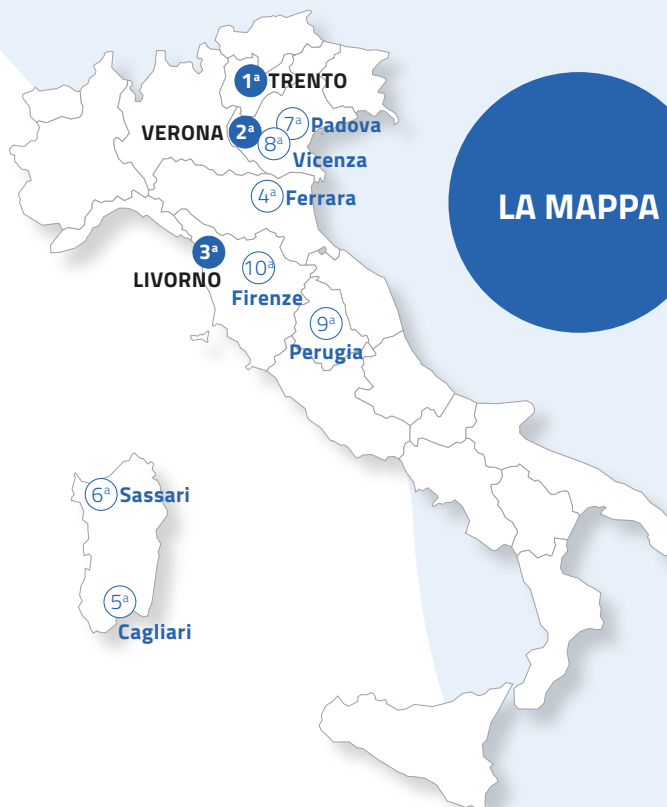 1ª TRENTO
VERONA 2ª
7ª Padova
8ª Vicenza
4ª Ferrara
LA MAPPA
3ª
LIVORNO
10ª
Firenze
9ª
Perugia
6ª Sassari
5ª
Cagliari